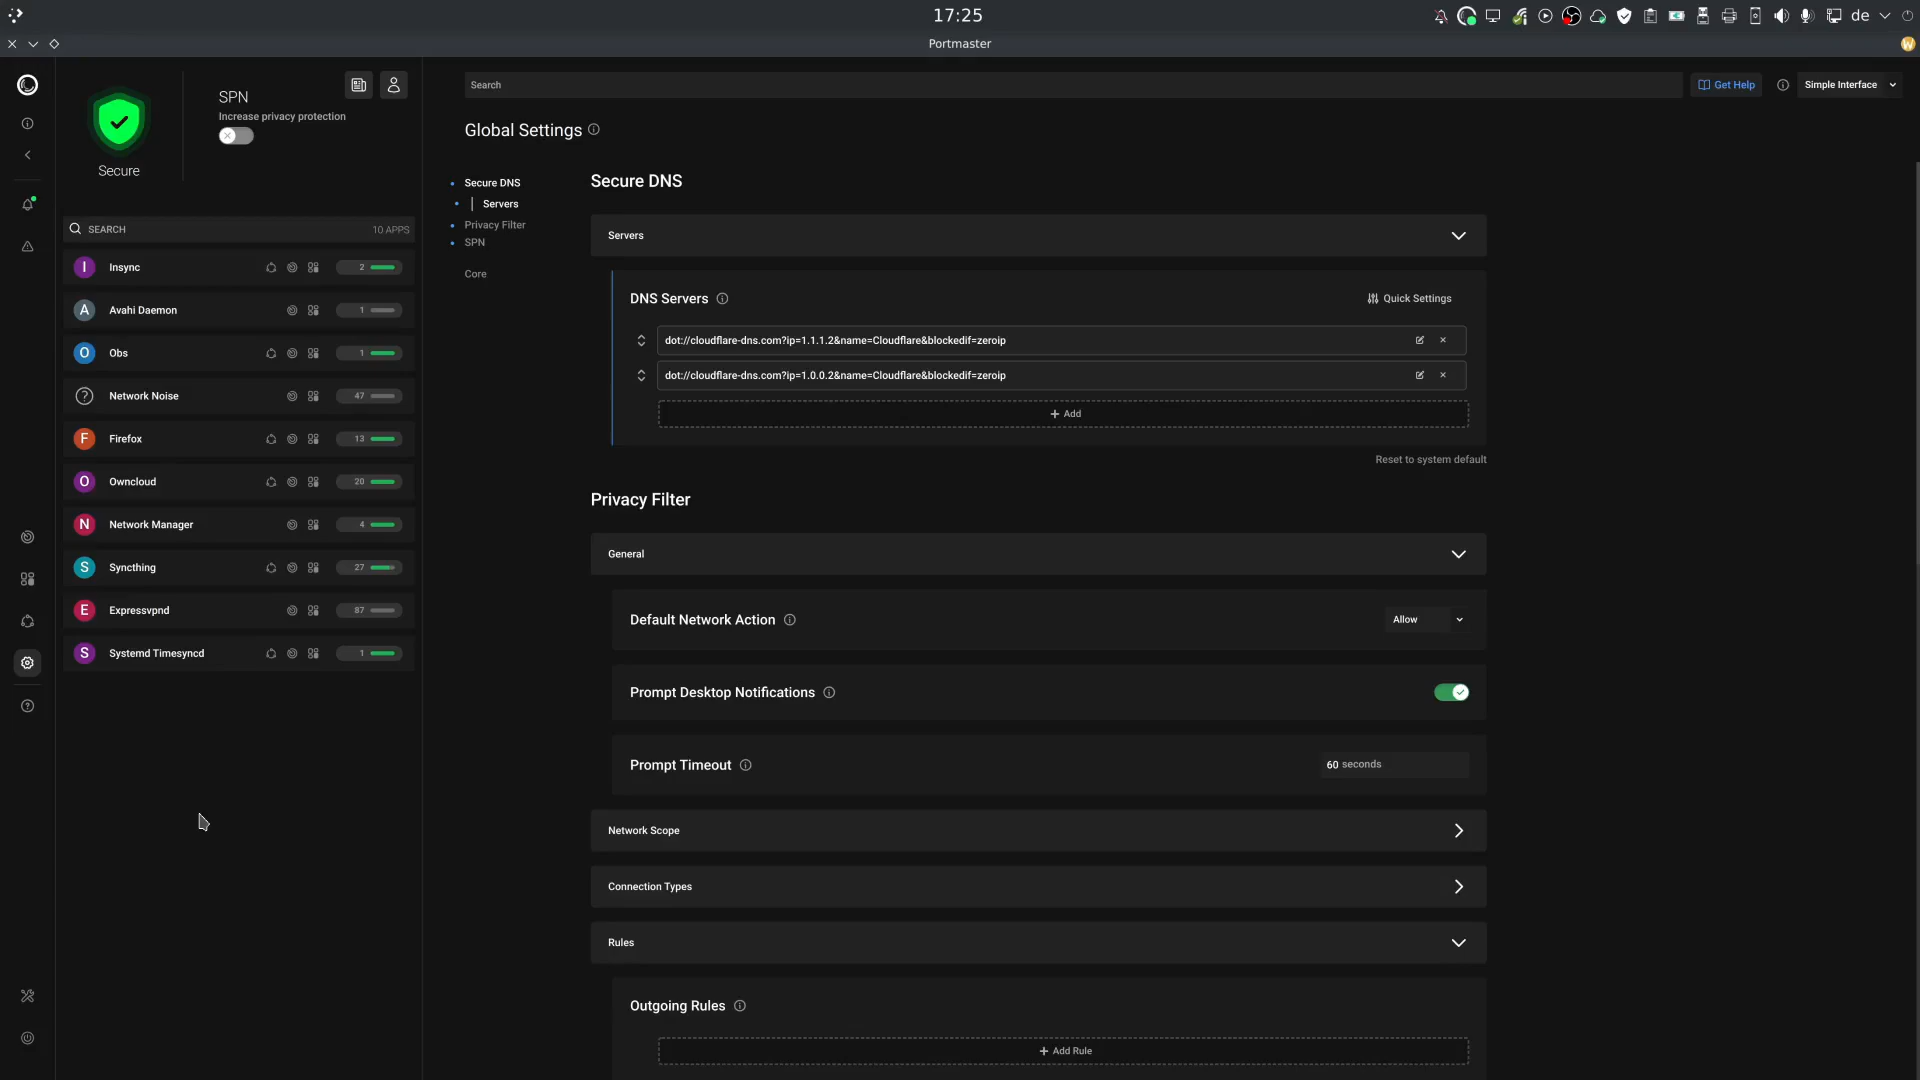 17:25
de
Portmaster
SPN
Increase privacy protection
Secure
SEARCH
10 APPS
I Insync 2
A Avahi Daemon 1
O Obs 1
? Network Noise 47
F Firefox 13
O Owncloud 20
N Network Manager 4
S Syncthing 27
E Expressvpnd 87
S Systemd Timesyncd 1
Search
Get Help
Simple Interface
Global Settings
Secure DNS
Servers
Privacy Filter
SPN
Core
Secure DNS
Servers
DNS Servers
Quick Settings
dot://cloudflare-dns.com?ip=1.1.1.2&name=Cloudflare&blockedif=zeroip
dot://cloudflare-dns.com?ip=1.0.0.2&name=Cloudflare&blockedif=zeroip
+ Add
Reset to system default
Privacy Filter
General
Default Network Action
Allow
Prompt Desktop Notifications
Prompt Timeout
60 seconds
Network Scope
Connection Types
Rules
Outgoing Rules
+ Add Rule